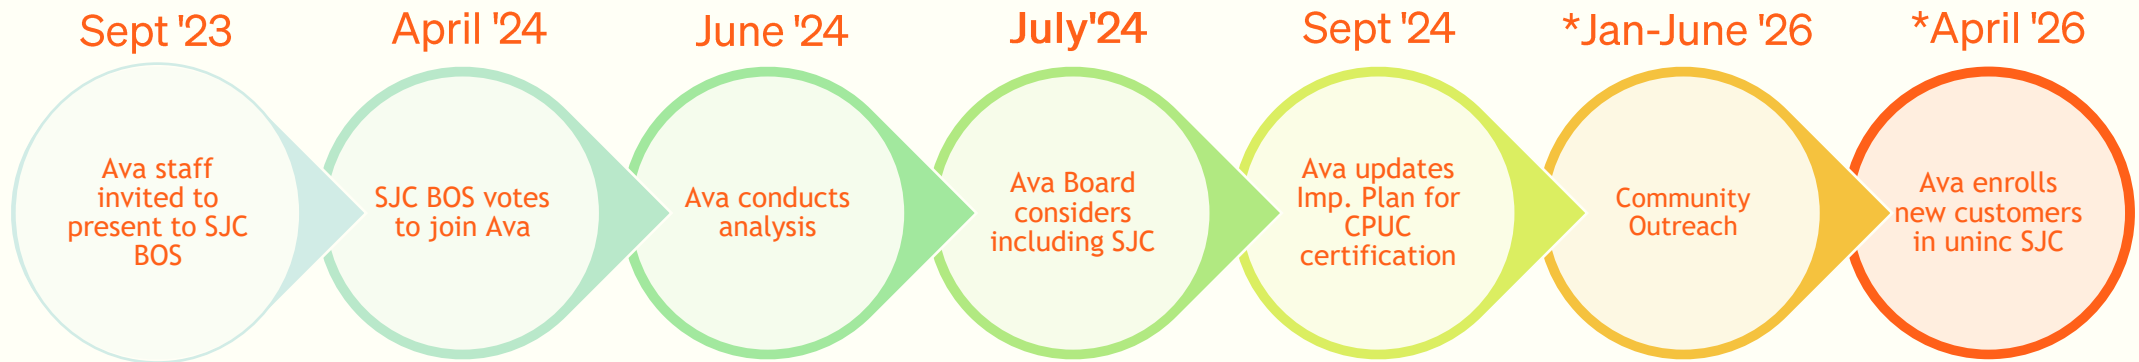 Sept '23
April '24
June '24
July'24
Sept '24
*Jan-June '26
*April '26
Ava staff
invited to
present to SJC
BOS
SJC BOS votes
to join Ava
Ava conducts
analysis
Ava Board
considers
including SJC
Ava updates
Imp. Plan for
CPUC
certification
Community
Outreach
Ava enrolls
new customers
in uninc SJC